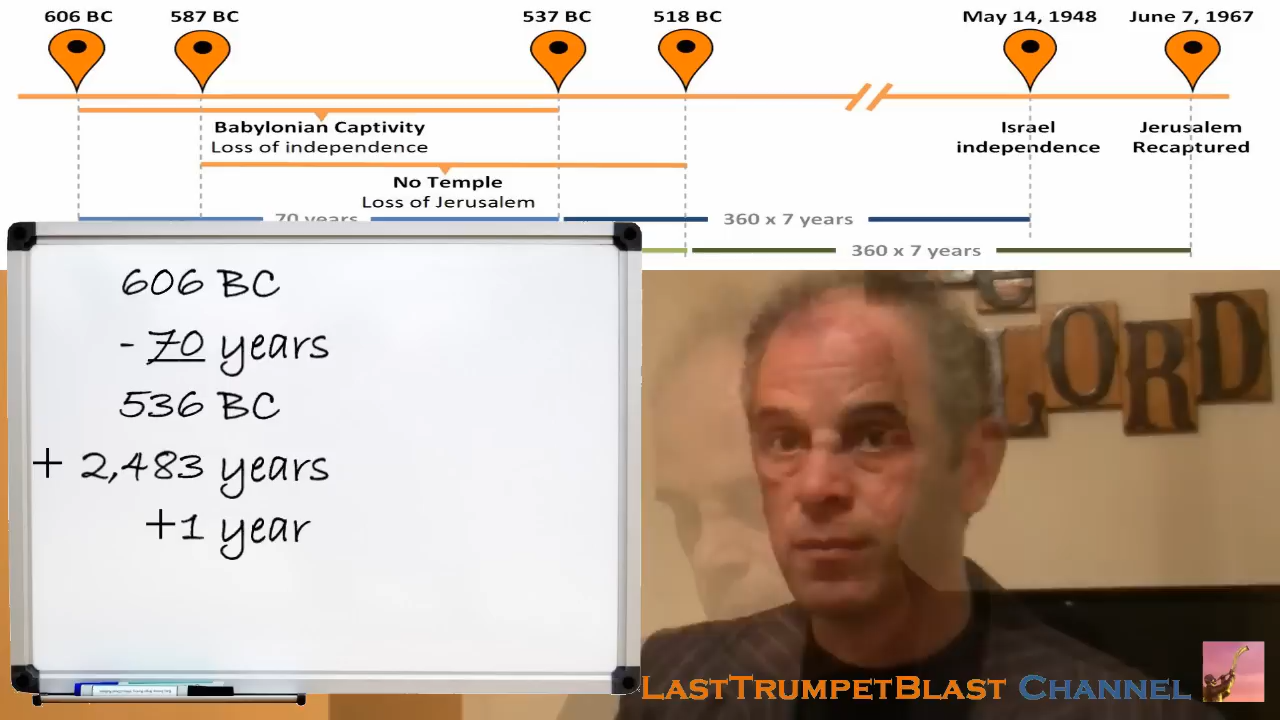 606 BC 587 BC 537 BC 518 BC May 14, 1948 June 7, 1967
Babylonian Captivity
Loss of independence
Israel
independence
Jerusalem
Recaptured
No Temple
Loss of Jerusalem
70 years
360 x 7 years
360 x 7 years
606 BC
- 70 years
536 BC
+ 2,483 years
+1 year
LORD
LASTTRUMPETBLAST CHANNEL